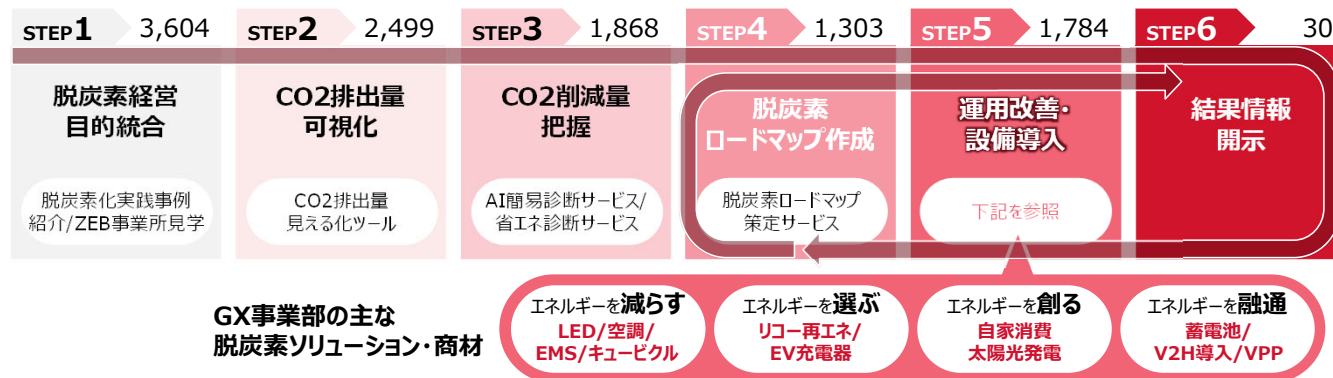 STEP1 3,604
STEP2 2,499
STEP3 1,868
STEP4 1,303
STEP5 1,784
STEP6 30
脱炭素経営
目的統合
CO2排出量
可視化
CO2削減量
把握
脱炭素
ロードマップ作成
運用改善・
設備導入
結果情報
開示
脱炭素化実践事例
紹介/ZEB事業所見学
CO2排出量
見える化ツール
AI簡易診断サービス/
省エネ診断サービス
脱炭素ロードマップ
策定サービス
下記を参照
GX事業部の主な
脱炭素ソリューション・商材
エネルギーを減らす
LED/空調/
EMS/キュービクル
エネルギーを選ぶ
リコー再エネ/
EV充電器
エネルギーを創る
自家消費
太陽光発電
エネルギーを融通
蓄電池/
V2H導入/VPP